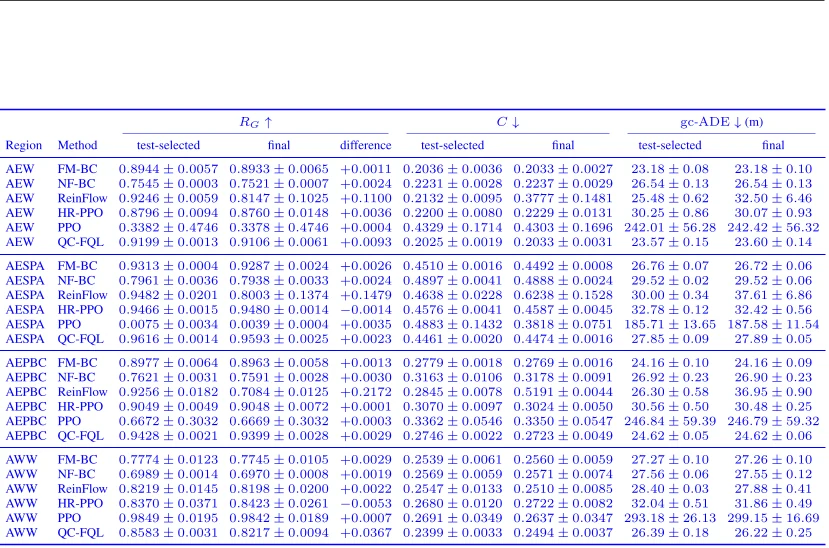 R_G ↑ C ↓ gc-ADE ↓ (m)
Region Method test-selected final difference test-selected final test-selected final
AEW FM-BC 0.8944 ± 0.0057 0.8933 ± 0.0065 +0.0011 0.2036 ± 0.0036 0.2033 ± 0.0027 23.18 ± 0.08 23.18 ± 0.10
AEW NF-BC 0.7545 ± 0.0003 0.7521 ± 0.0007 +0.0024 0.2231 ± 0.0028 0.2237 ± 0.0029 26.54 ± 0.13 26.54 ± 0.13
AEW ReinFlow 0.9246 ± 0.0059 0.8147 ± 0.1025 +0.1100 0.2132 ± 0.0095 0.3777 ± 0.1481 25.48 ± 0.62 32.50 ± 6.46
AEW HR-PPO 0.8796 ± 0.0094 0.8760 ± 0.0148 +0.0036 0.2200 ± 0.0080 0.2229 ± 0.0131 30.25 ± 0.86 30.07 ± 0.93
AEW PPO 0.3382 ± 0.4746 0.3378 ± 0.4746 +0.0004 0.4329 ± 0.1714 0.4303 ± 0.1696 242.01 ± 56.28 242.42 ± 56.32
AEW QC-FQL 0.9199 ± 0.0013 0.9106 ± 0.0061 +0.0093 0.2025 ± 0.0019 0.2033 ± 0.0031 23.57 ± 0.15 23.60 ± 0.14
AESPA FM-BC 0.9313 ± 0.0004 0.9287 ± 0.0024 +0.0026 0.4510 ± 0.0016 0.4492 ± 0.0008 26.76 ± 0.07 26.72 ± 0.06
AESPA NF-BC 0.7961 ± 0.0036 0.7938 ± 0.0033 +0.0024 0.4897 ± 0.0041 0.4888 ± 0.0024 29.52 ± 0.02 29.52 ± 0.06
AESPA ReinFlow 0.9482 ± 0.0201 0.8003 ± 0.1374 +0.1479 0.4638 ± 0.0228 0.6238 ± 0.1528 30.00 ± 0.34 37.61 ± 6.86
AESPA HR-PPO 0.9466 ± 0.0015 0.9480 ± 0.0014 −0.0014 0.4576 ± 0.0041 0.4587 ± 0.0045 32.78 ± 0.12 32.42 ± 0.56
AESPA PPO 0.0075 ± 0.0034 0.0039 ± 0.0004 +0.0035 0.4883 ± 0.1432 0.3818 ± 0.0751 185.71 ± 13.65 187.58 ± 11.54
AESPA QC-FQL 0.9616 ± 0.0014 0.9593 ± 0.0025 +0.0023 0.4461 ± 0.0020 0.4474 ± 0.0016 27.85 ± 0.09 27.89 ± 0.05
AEPBC FM-BC 0.8977 ± 0.0064 0.8963 ± 0.0058 +0.0013 0.2779 ± 0.0018 0.2769 ± 0.0016 24.16 ± 0.10 24.16 ± 0.09
AEPBC NF-BC 0.7621 ± 0.0031 0.7591 ± 0.0028 +0.0030 0.3163 ± 0.0106 0.3178 ± 0.0091 26.92 ± 0.23 26.90 ± 0.23
AEPBC ReinFlow 0.9256 ± 0.0182 0.7084 ± 0.0125 +0.2172 0.2845 ± 0.0078 0.5191 ± 0.0044 26.30 ± 0.58 36.95 ± 0.90
AEPBC HR-PPO 0.9049 ± 0.0049 0.9048 ± 0.0072 +0.0001 0.3070 ± 0.0097 0.3024 ± 0.0050 30.56 ± 0.50 30.48 ± 0.25
AEPBC PPO 0.6672 ± 0.3032 0.6669 ± 0.3032 +0.0003 0.3362 ± 0.0546 0.3350 ± 0.0547 246.84 ± 59.39 246.79 ± 59.32
AEPBC QC-FQL 0.9428 ± 0.0021 0.9399 ± 0.0028 +0.0029 0.2746 ± 0.0022 0.2723 ± 0.0049 24.62 ± 0.05 24.62 ± 0.06
AWW FM-BC 0.7774 ± 0.0123 0.7745 ± 0.0105 +0.0029 0.2539 ± 0.0061 0.2560 ± 0.0059 27.27 ± 0.10 27.26 ± 0.10
AWW NF-BC 0.6989 ± 0.0014 0.6970 ± 0.0008 +0.0019 0.2569 ± 0.0059 0.2571 ± 0.0074 27.56 ± 0.06 27.55 ± 0.12
AWW ReinFlow 0.8219 ± 0.0145 0.8198 ± 0.0200 +0.0022 0.2547 ± 0.0133 0.2510 ± 0.0085 28.40 ± 0.03 27.88 ± 0.41
AWW HR-PPO 0.8370 ± 0.0371 0.8423 ± 0.0261 −0.0053 0.2680 ± 0.0120 0.2722 ± 0.0082 32.04 ± 0.51 31.86 ± 0.49
AWW PPO 0.9849 ± 0.0195 0.9842 ± 0.0189 +0.0007 0.2691 ± 0.0349 0.2637 ± 0.0347 293.18 ± 26.13 299.15 ± 16.69
AWW QC-FQL 0.8583 ± 0.0031 0.8217 ± 0.0094 +0.0367 0.2399 ± 0.0033 0.2494 ± 0.0037 26.39 ± 0.18 26.22 ± 0.25